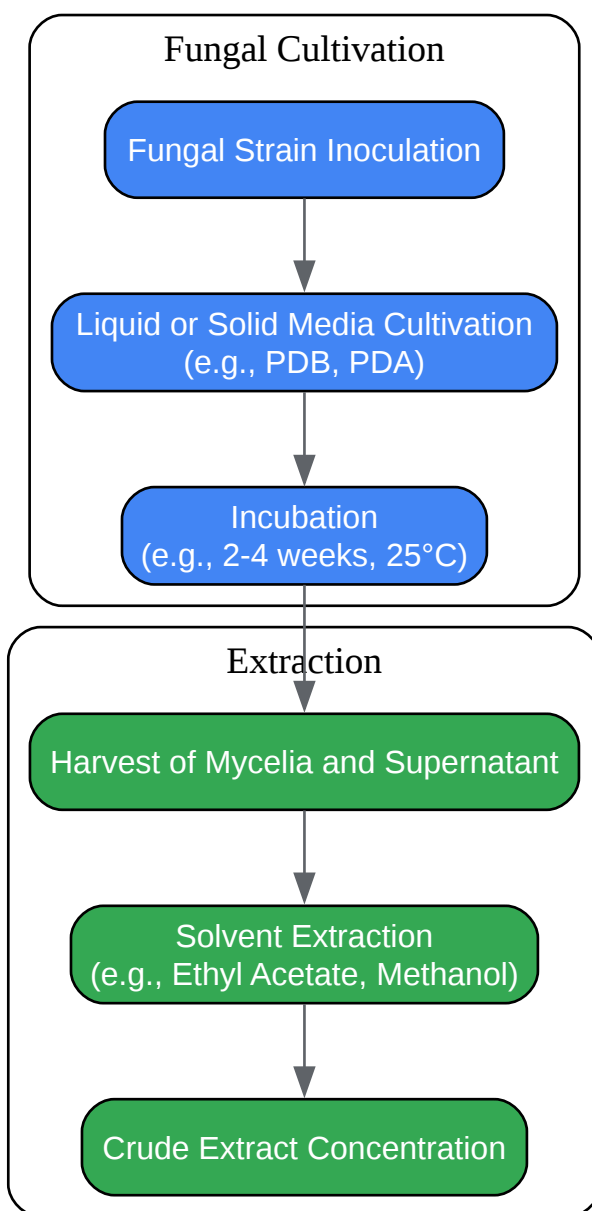 Fungal Cultivation
Fungal Strain Inoculation
Liquid or Solid Media Cultivation
(e.g., PDB, PDA)
Incubation
(e.g., 2-4 weeks, 25°C)
Extraction
Harvest of Mycelia and Supernatant
Solvent Extraction
(e.g., Ethyl Acetate, Methanol)
Crude Extract Concentration